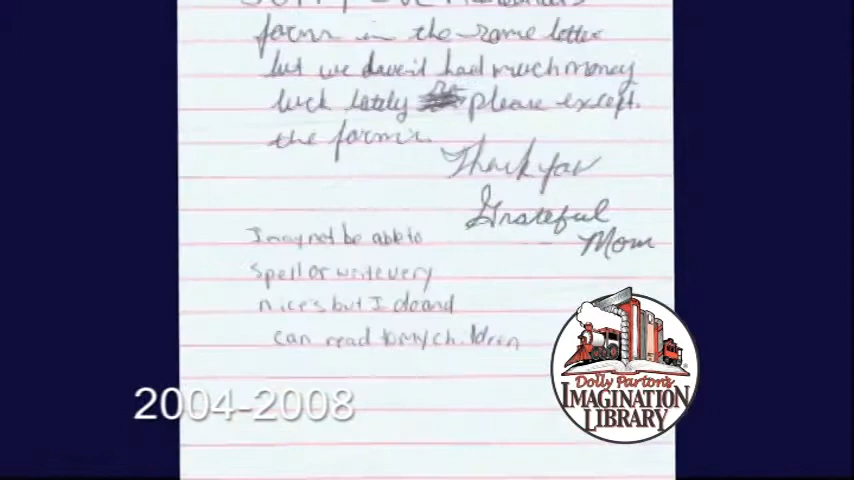 form in the same letter
but we haven't had much money
luck lately please except
the form's.
Thank you
Grateful
Mom
I may not be able to
spell or write very
nice's but I do and
can read to my children
2004-2008
Dolly Parton's
IMAGINATION
LIBRARY